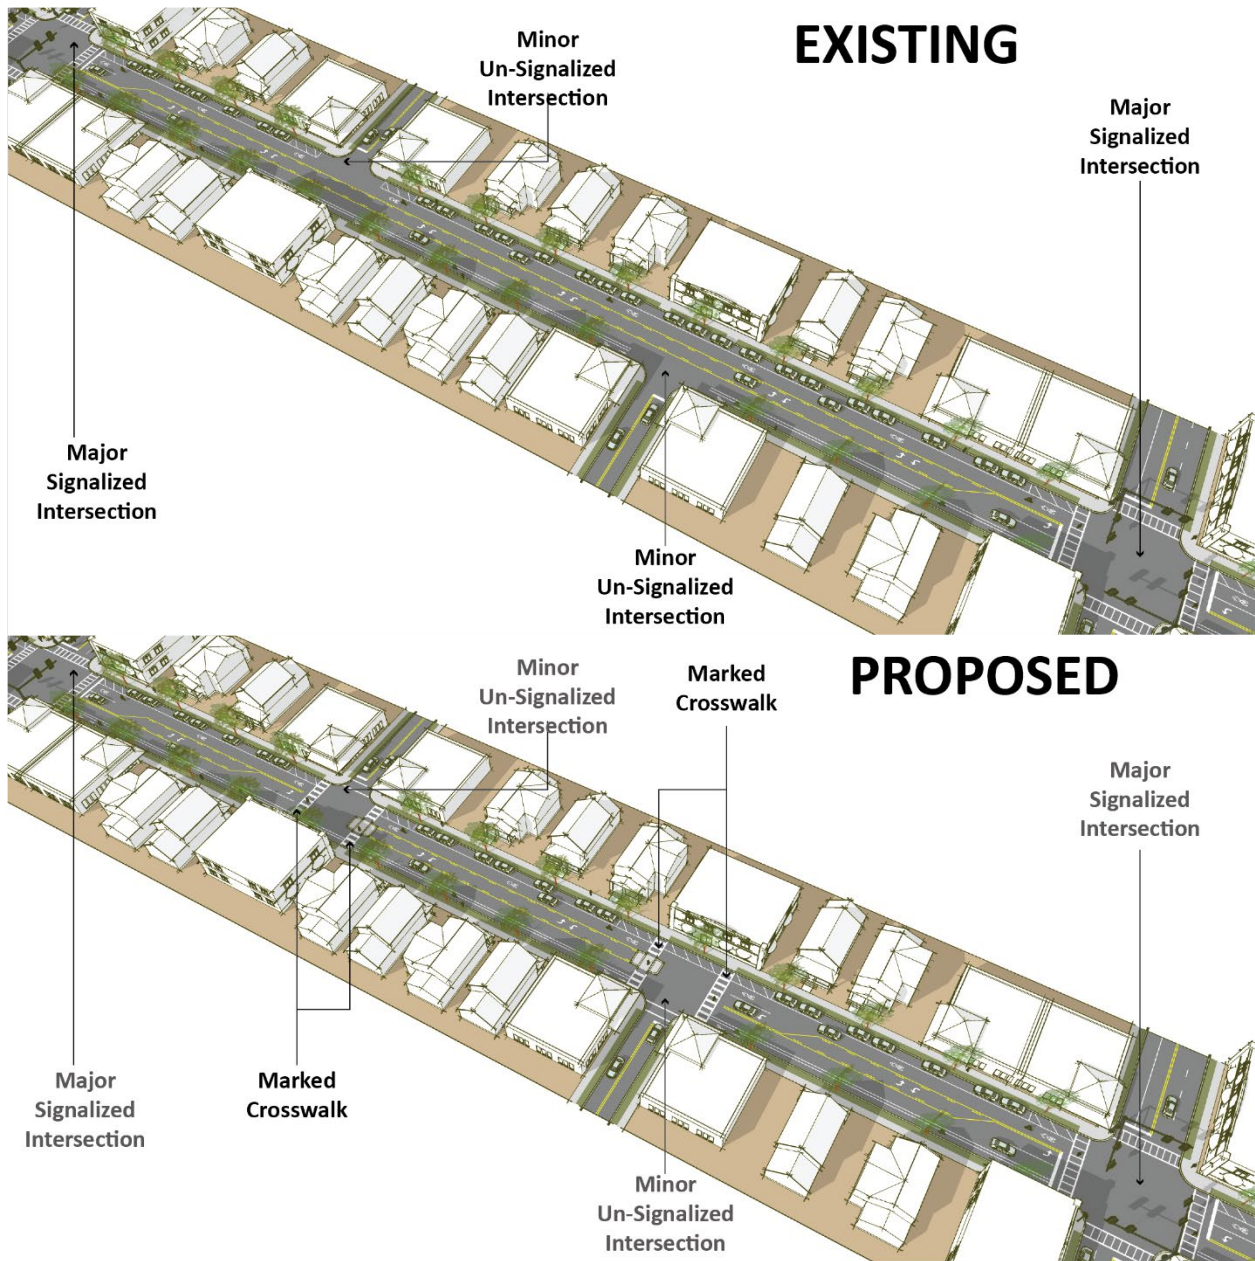 EXISTING
Minor
Un-Signalized
Intersection
Major
Signalized
Intersection
Major
Signalized
Intersection
Minor
Un-Signalized
Intersection
PROPOSED
Minor
Un-Signalized
Intersection
Marked
Crosswalk
Major
Signalized
Intersection
Major
Signalized
Intersection
Marked
Crosswalk
Minor
Un-Signalized
Intersection